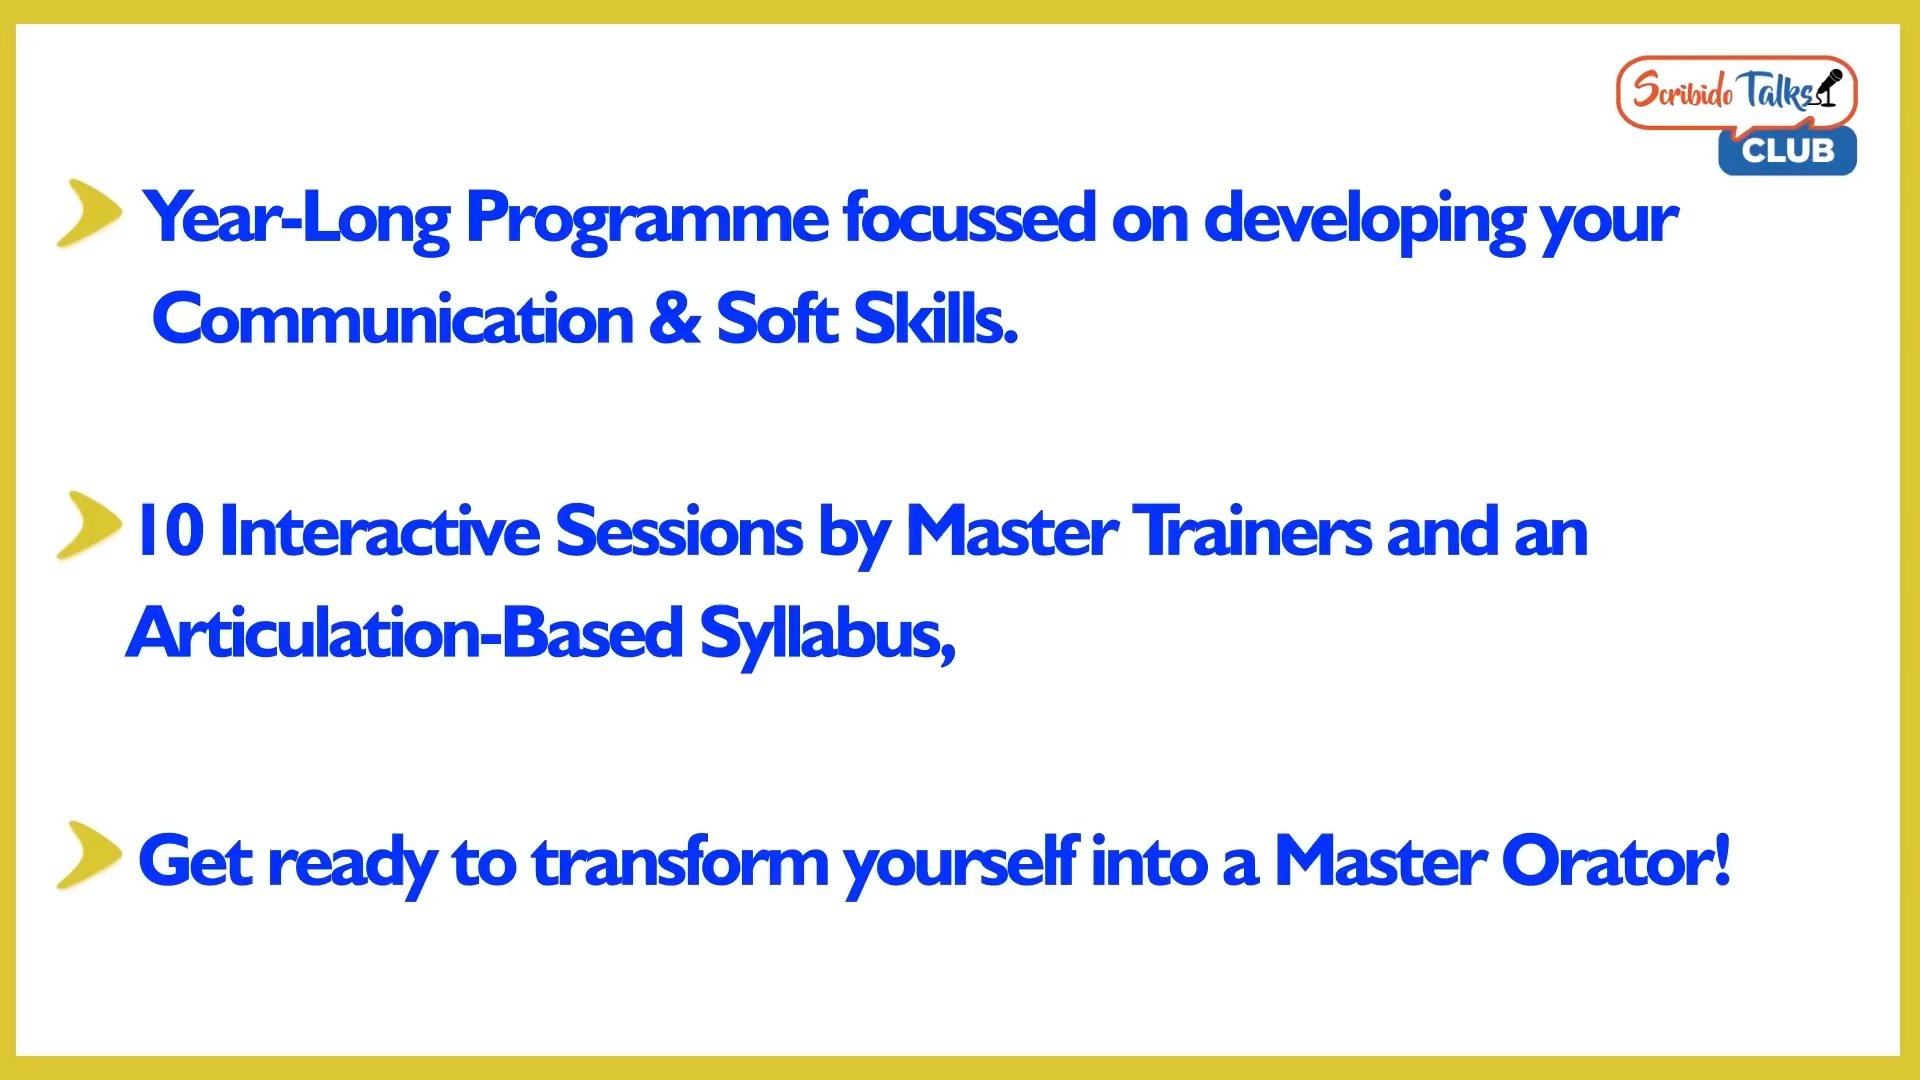 Scribido Talks
CLUB
Year-Long Programme focussed on developing your
Communication & Soft Skills.
10 Interactive Sessions by Master Trainers and an
Articulation-Based Syllabus,
Get ready to transform yourself into a Master Orator!